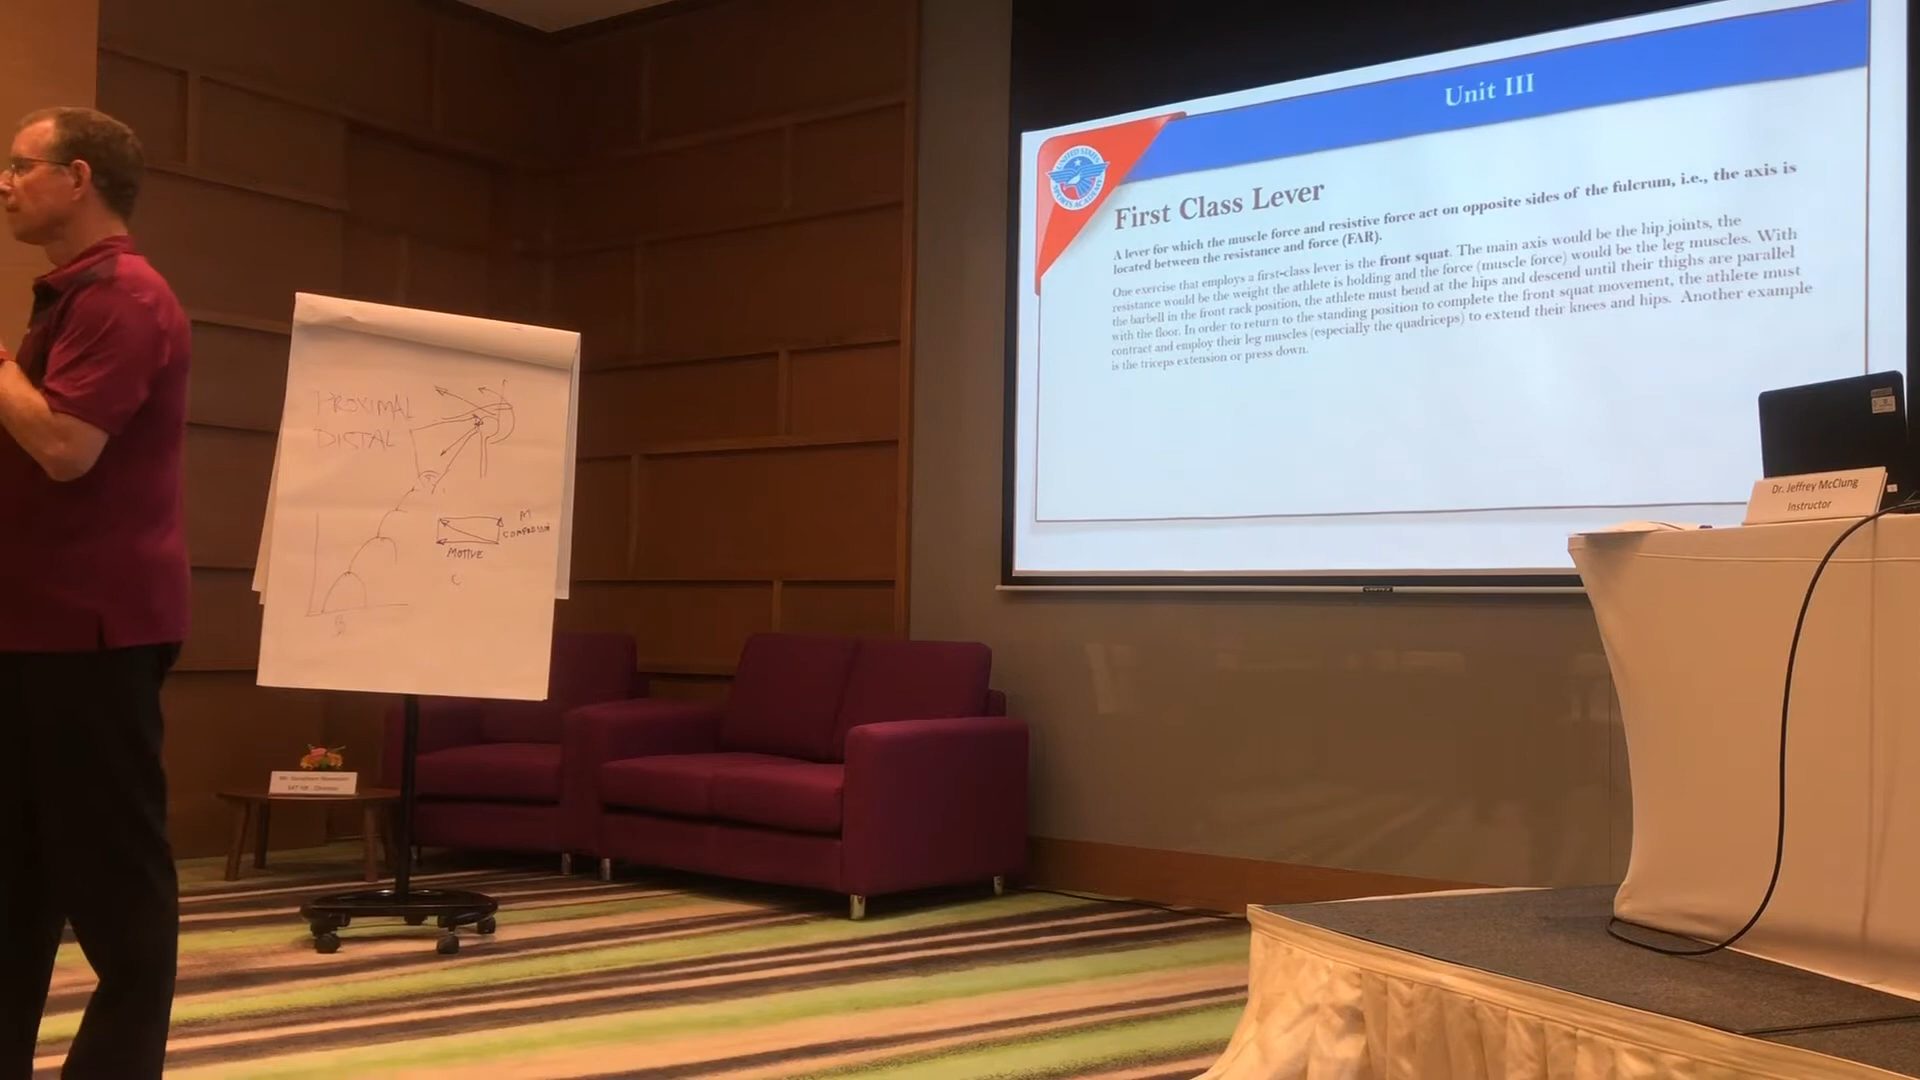 Unit III
UNITED STATES
SPORTS ACADEMY
First Class Lever
A lever for which the muscle force and resistive force act on opposite sides of the fulcrum, i.e., the axis is
located between the resistance and force (FAR).
One exercise that employs a first-class lever is the front squat. The main axis would be the hip joints, the
resistance would be the weight the athlete is holding and the force (muscle force) would be the leg muscles. With
the barbell in the front rack position, the athlete must bend at the hips and descend until their thighs are parallel
with the floor. In order to return to the standing position to complete the front squat movement, the athlete must
contract and employ their leg muscles (especially the quadriceps) to extend their knees and hips. Another example
is the triceps extension or press down.
PROXIMAL
DISTAL
M
MOTIVE
Dr. Jeffrey McClung
Instructor